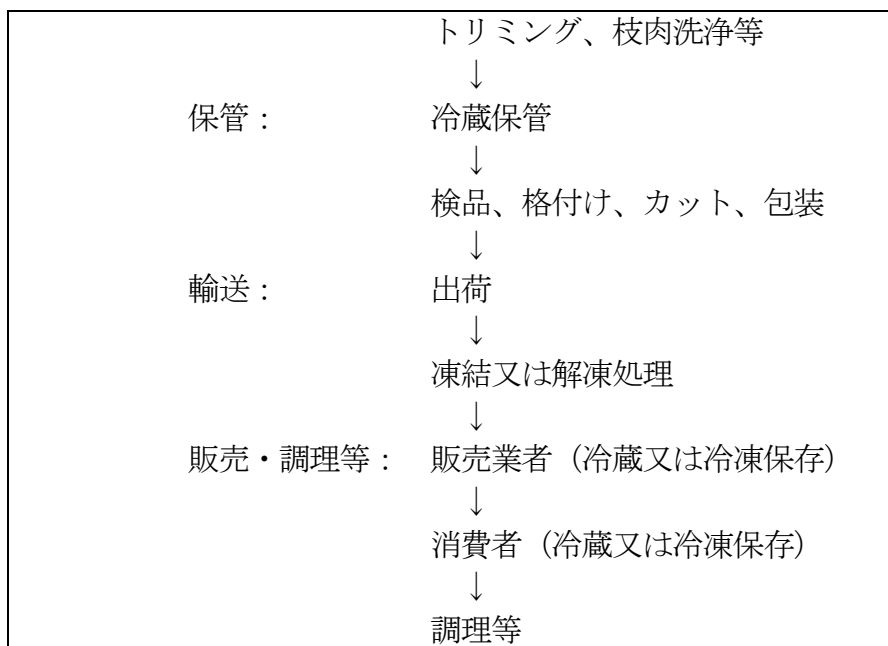 トリミング、枝肉洗浄等
↓
保管： 冷蔵保管
↓
検品、格付け、カット、包装
↓
輸送： 出荷
↓
凍結又は解凍処理
↓
販売・調理等： 販売業者（冷蔵又は冷凍保存）
↓
消費者（冷蔵又は冷凍保存）
↓
調理等